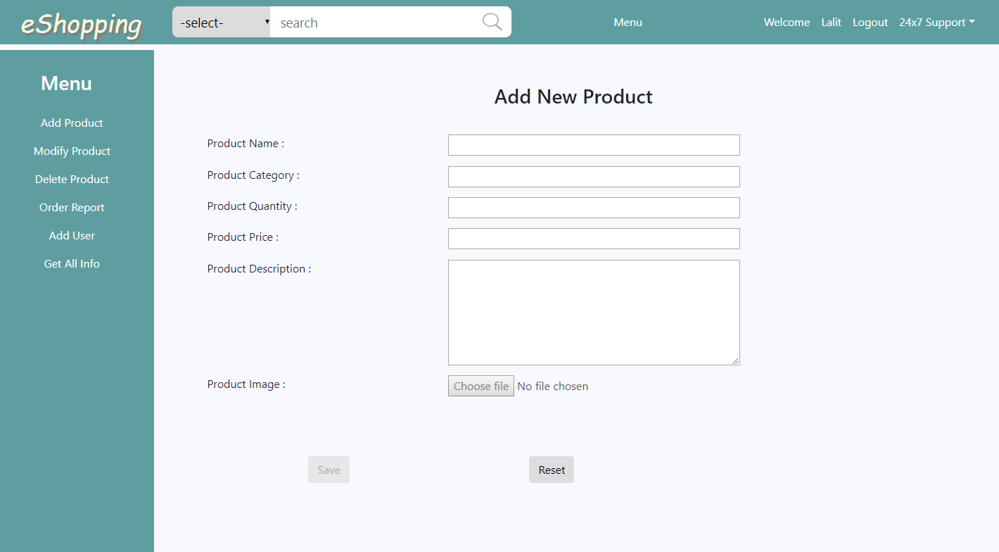 eShopping -select- search Menu Welcome Lalit Logout 24x7 Support
Menu
Add Product
Modify Product
Delete Product
Order Report
Add User
Get All Info
Add New Product
Product Name :
Product Category :
Product Quantity :
Product Price :
Product Description :
Product Image : Choose file No file chosen
Save Reset